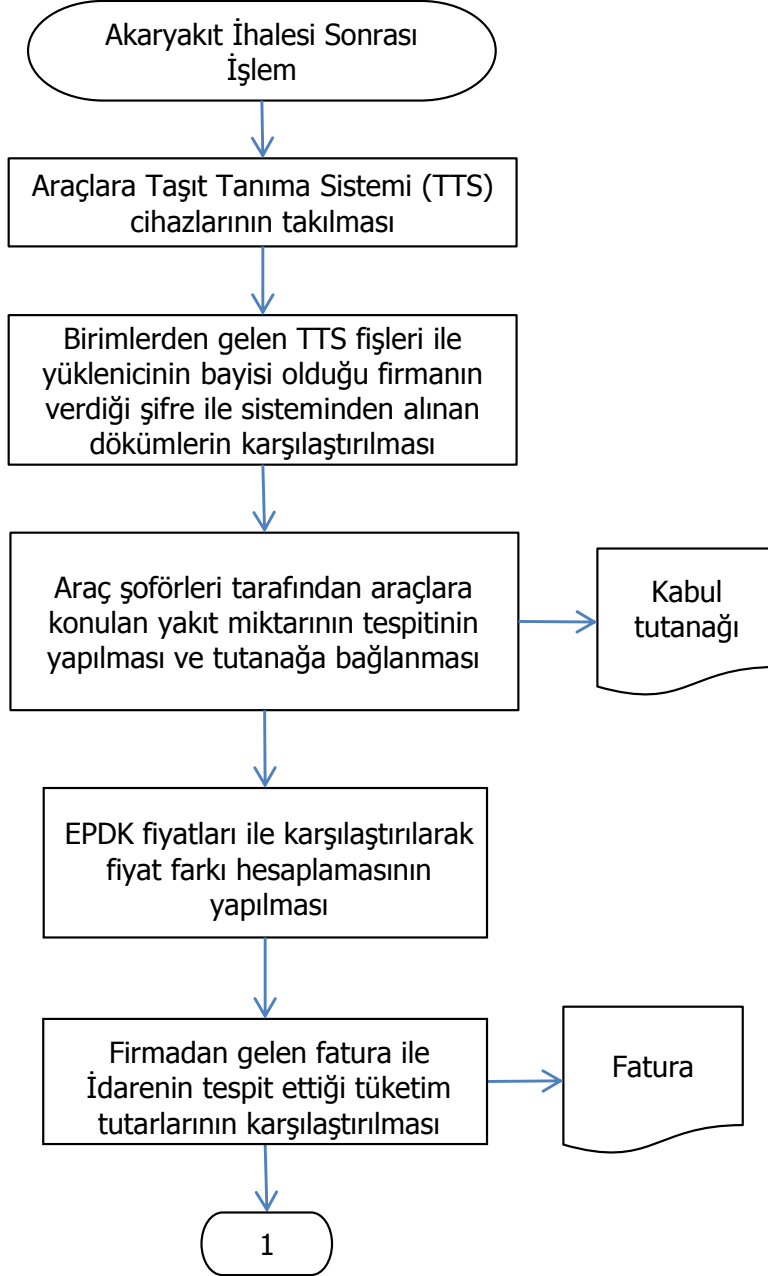 Akaryakıt İhalesi Sonrası
İşlem
Araçlara Taşıt Tanıma Sistemi (TTS)
cihazlarının takılması
Birimlerden gelen TTS fişleri ile
yüklenicinin bayisi olduğu firmanın
verdiği şifre ile sisteminden alınan
dökümlerin karşılaştırılması
Araç şoförleri tarafından araçlara
konulan yakıt miktarının tespitinin
yapılması ve tutanağa bağlanması
Kabul
tutanağı
EPDK fiyatları ile karşılaştırılarak
fiyat farkı hesaplamasının
yapılması
Firmadan gelen fatura ile
İdarenin tespit ettiği tüketim
tutarlarının karşılaştırılması
Fatura
1